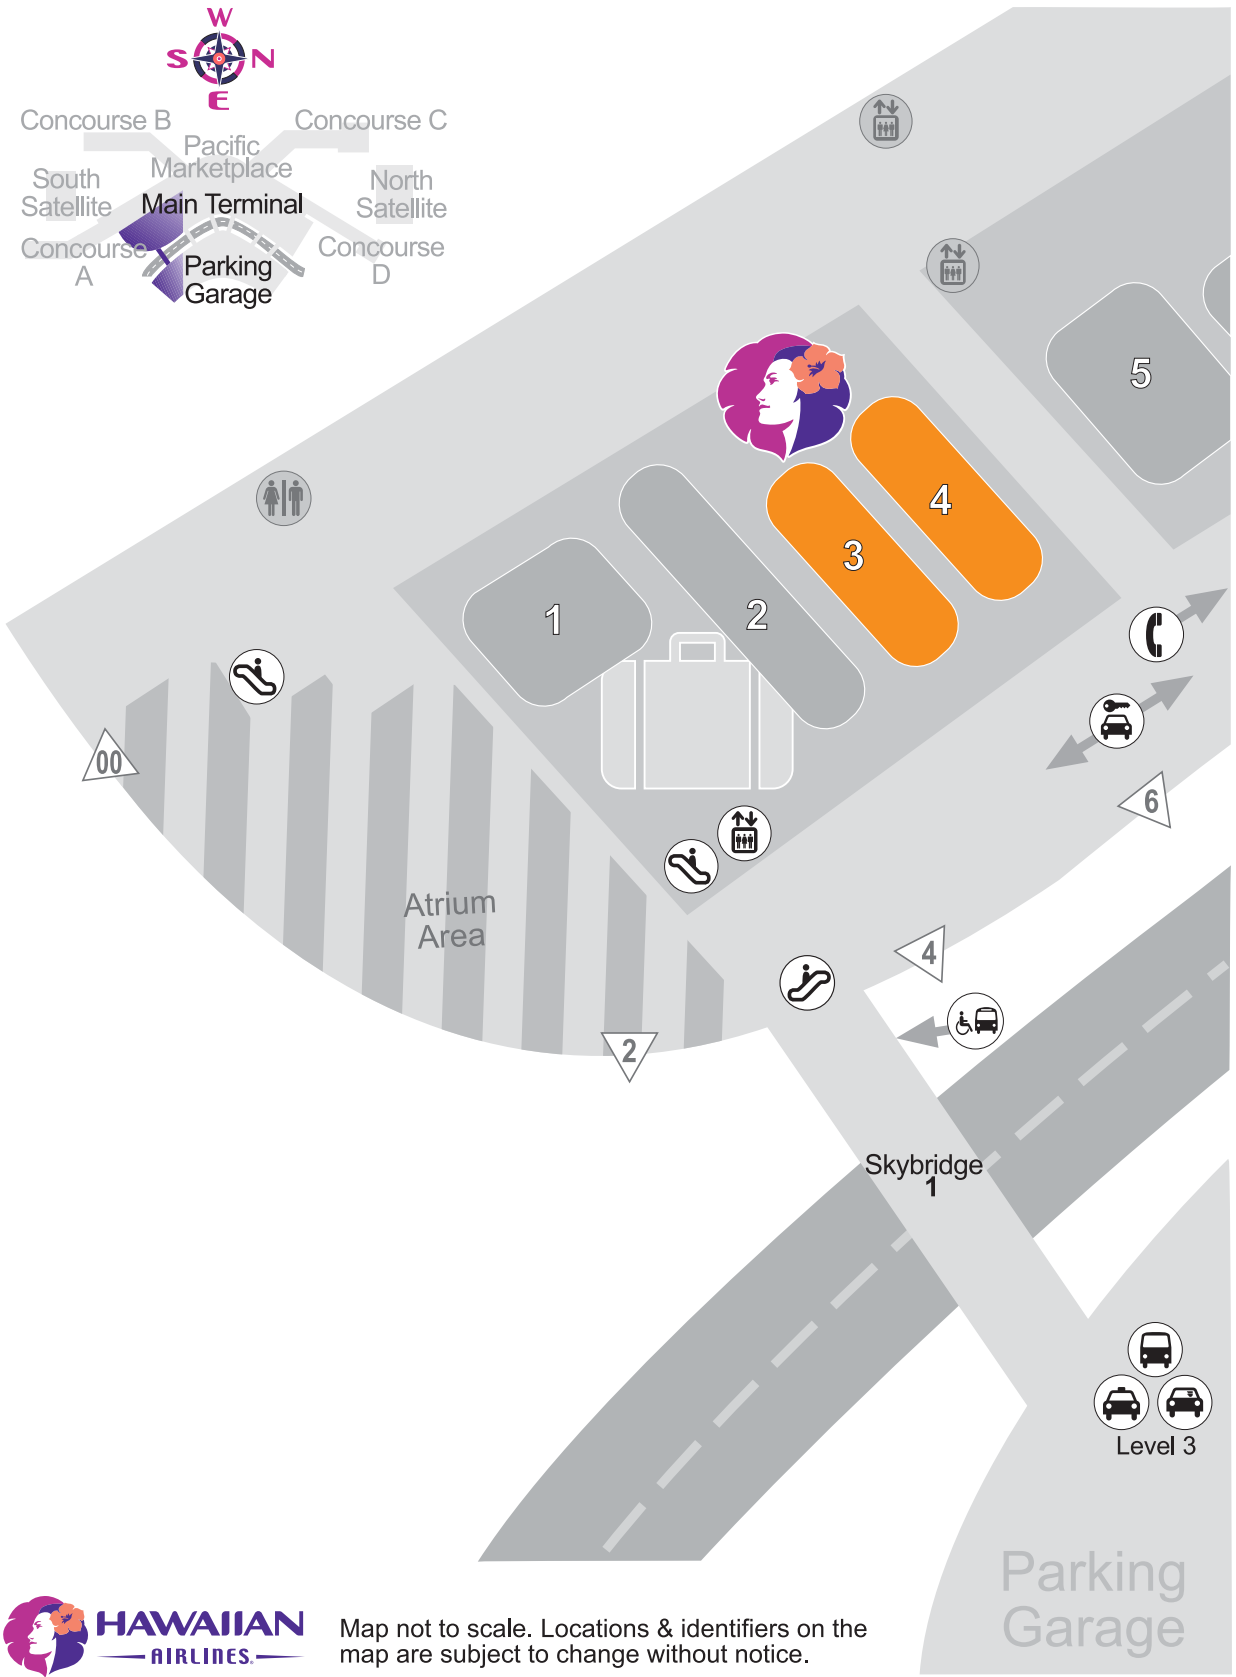 W
S N
E
Concourse B
Concourse C
Pacific
Marketplace
South
Satellite
North
Satellite
Main Terminal
Concourse
A
Concourse
D
Parking
Garage
5
4
3
2
1
00
6
Atrium
Area
4
2
Skybridge
1
Level 3
Parking
Garage
HAWAIIAN
AIRLINES®
Map not to scale. Locations & identifiers on the
map are subject to change without notice.